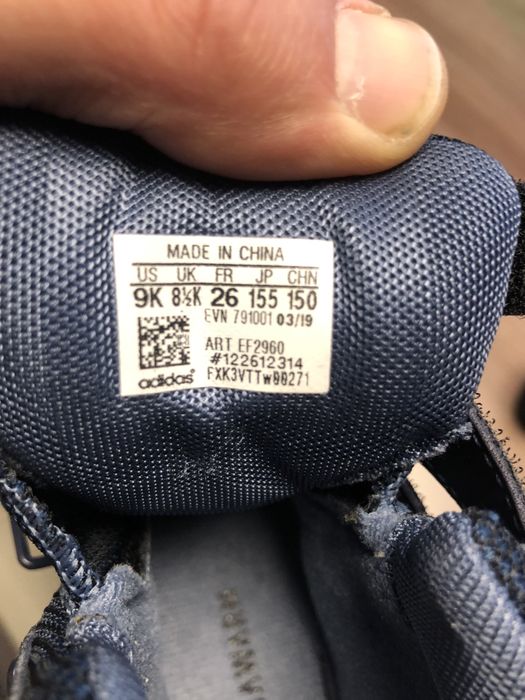 MADE IN CHINA
US UK FR JP CHN
9K 8½K 26 155 150
EVN 791001 03/19
ART EF2960
#122612314
adidas® FXK3VTTW00271